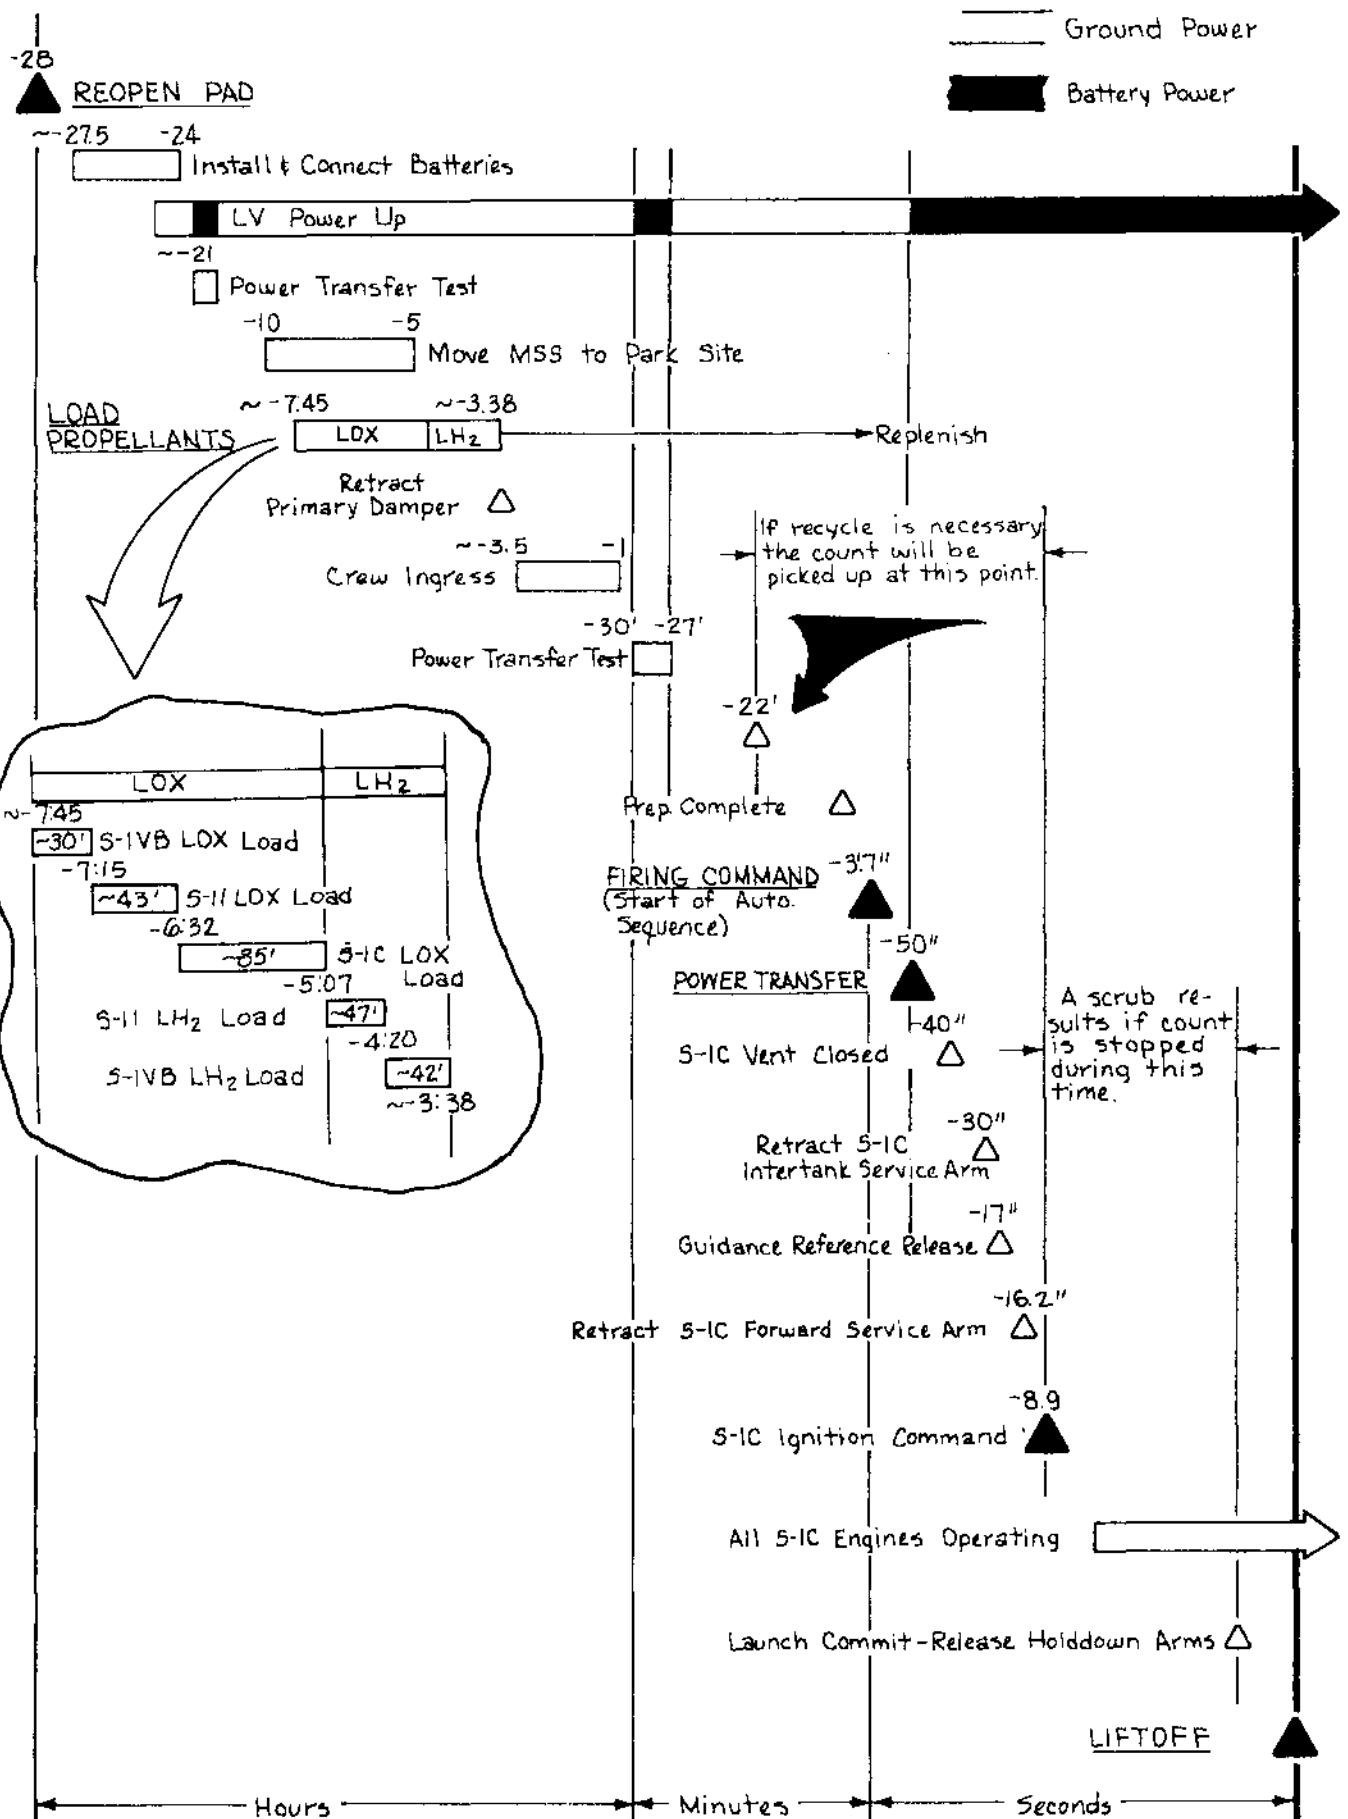 Ground Power
Battery Power
-28
REOPEN PAD
~-27.5 -24
Install & Connect Batteries
LV Power Up
~-21
Power Transfer Test
-10 -5
Move MSS to Park Site
LOAD
PROPELLANTS
~-7.45 ~-3.38
LOX LH2
Replenish
Retract
Primary Damper
If recycle is necessary
the count will be
picked up at this point.
~-3.5 -1
Crew Ingress
-30' -27'
Power Transfer Test
-22'
LOX LH2
~-7.45
~30' S-IVB LOX Load
-7:15
~43' S-II LOX Load
-6:32
~85' S-IC LOX
Load
-5:07
S-II LH2 Load ~47'
-4:20
S-IVB LH2 Load ~42'
~-3:38
Prep. Complete
-3'7"
FIRING COMMAND
(Start of Auto.
Sequence)
-50"
POWER TRANSFER
-40"
S-IC Vent Closed
A scrub re-
sults if count
is stopped
during this
time.
-30"
Retract S-IC
Intertank Service Arm
-17"
Guidance Reference Release
-16.2"
Retract S-IC Forward Service Arm
-8.9
S-IC Ignition Command
All S-IC Engines Operating
Launch Commit-Release Holddown Arms
LIFTOFF
Hours Minutes Seconds